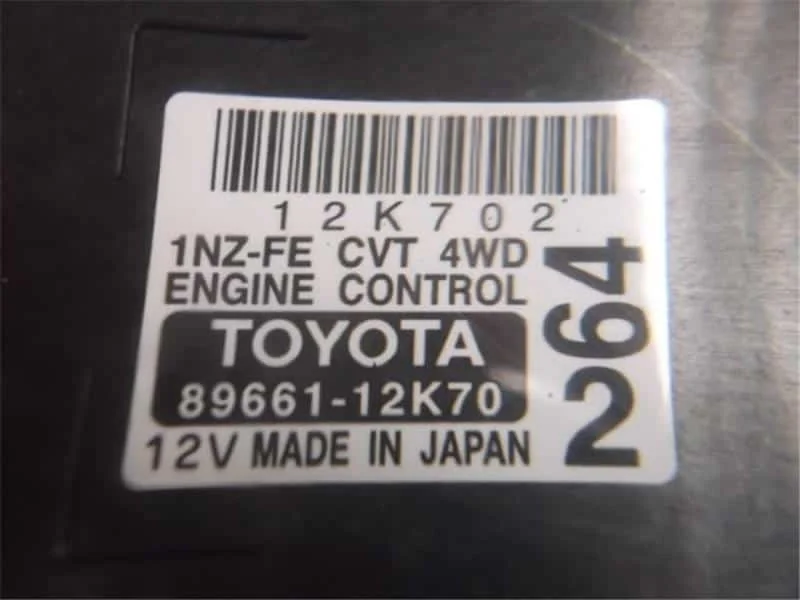 12K702
1NZ-FE CVT 4WD
ENGINE CONTROL
TOYOTA
89661-12K70
12V MADE IN JAPAN
264